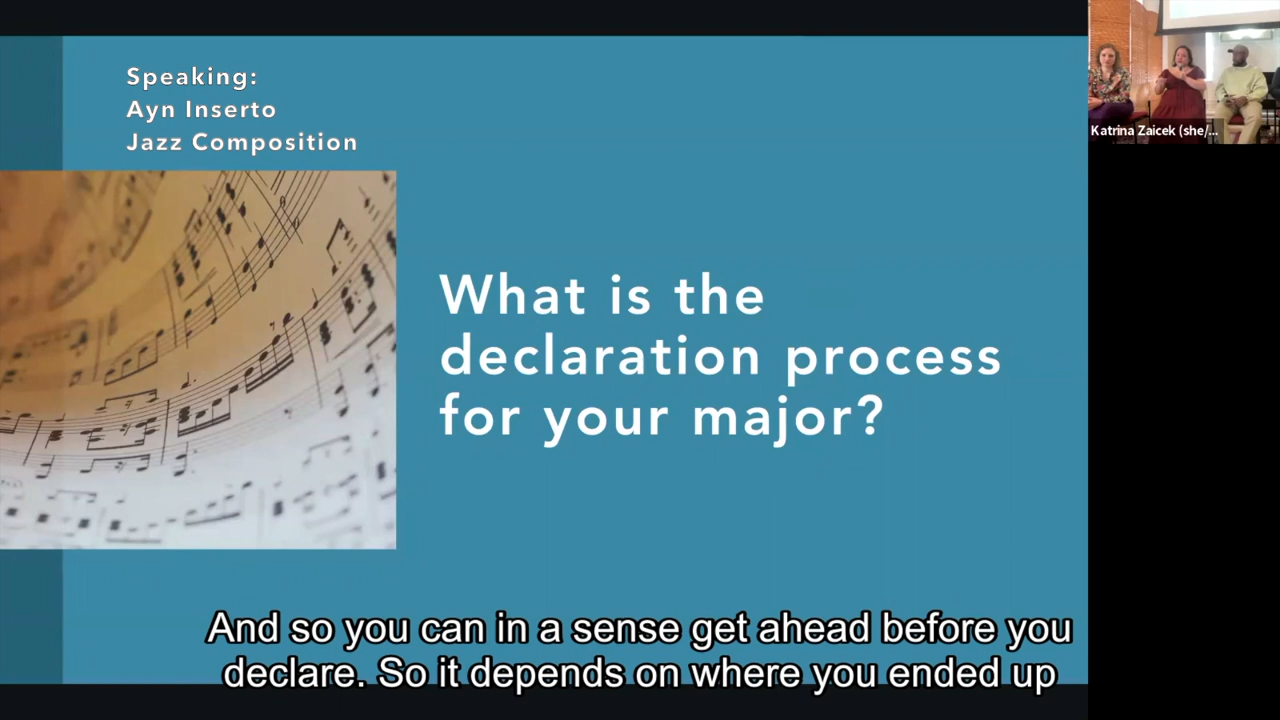 Speaking:
Ayn Inserto
Jazz Composition
Katrina Zaicek (she/...
What is the
declaration process
for your major?
And so you can in a sense get ahead before you
declare. So it depends on where you ended up